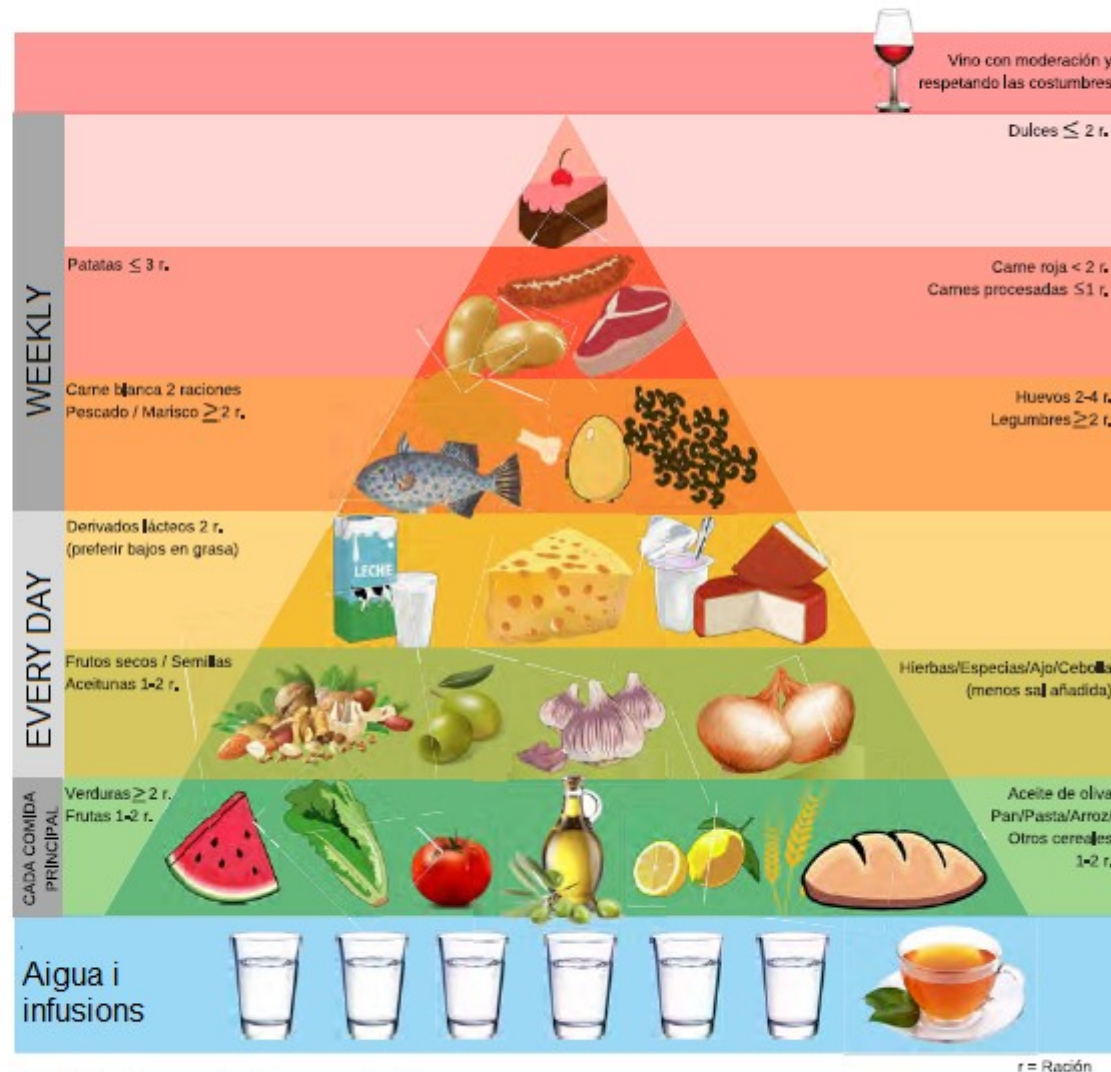 Vino con moderación y
respetando las costumbres
WEEKLY
Dulces ≤ 2 r.
Patatas ≤ 3 r.
Carne roja < 2 r.
Carnes procesadas ≤1 r.
Carne blanca 2 raciones
Pescado / Marisco ≥ 2 r.
Huevos 2-4 r.
Legumbres ≥2 r.
EVERY DAY
Derivados lácteos 2 r.
(preferir bajos en grasa)
LECHE
Frutos secos / Semillas
Aceitunas 1-2 r.
Hierbas/Especias/Ajo/Cebolla
(menos sal añadida)
CADA COMIDA
PRINCIPAL
Verduras ≥ 2 r.
Frutas 1-2 r.
Aceite de oliva
Pan/Pasta/Arroz/
Otros cereales
1-2 r.
Aigua i
infusions
r = Ración